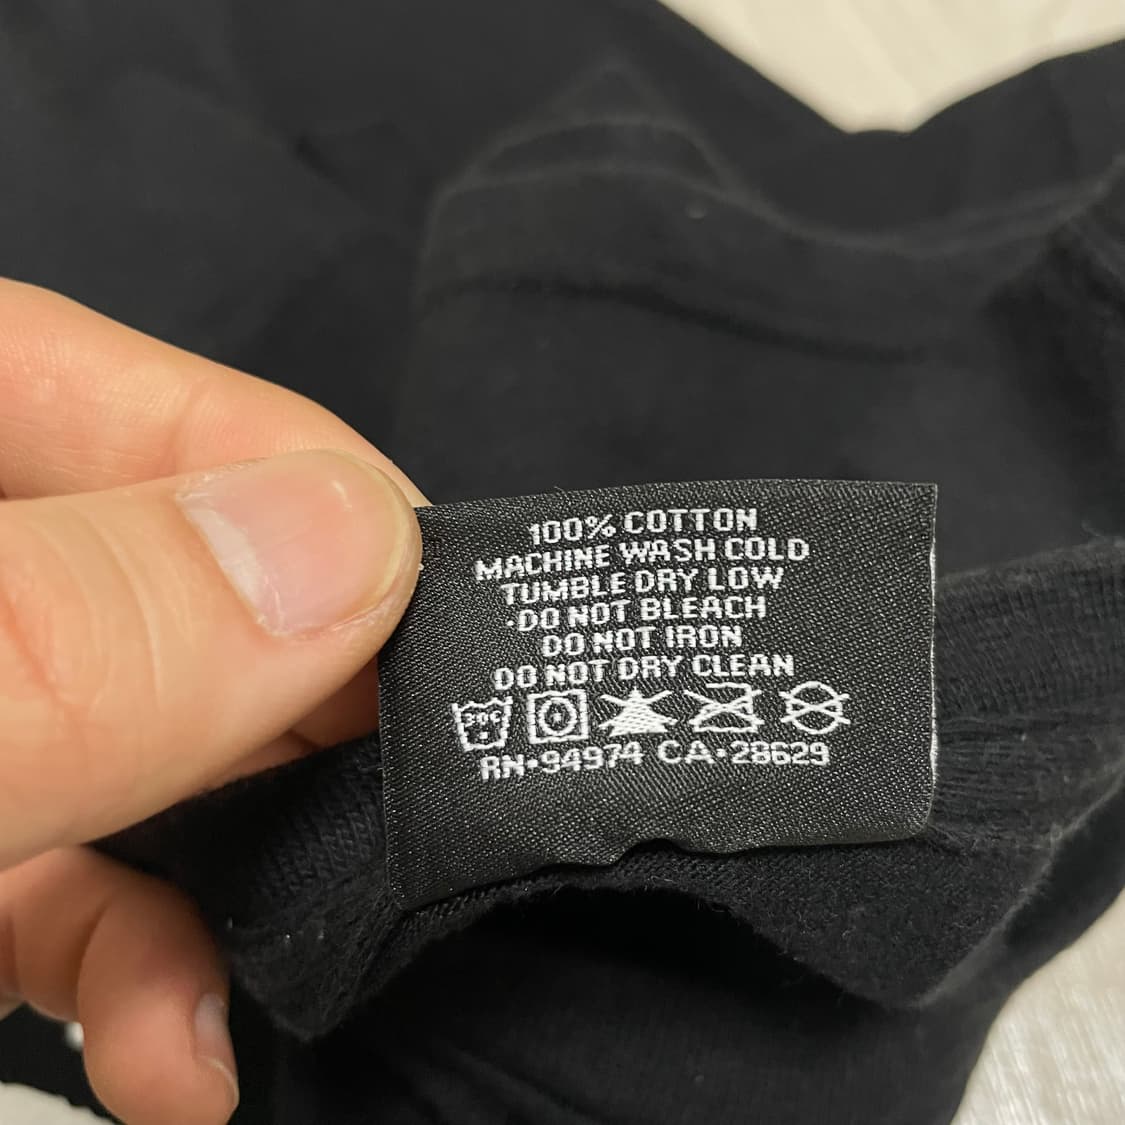 100% COTTON
MACHINE WASH COLD
TUMBLE DRY LOW
·DO NOT BLEACH
DO NOT IRON
DO NOT DRY CLEAN
30C
RN·94974 CA·28629